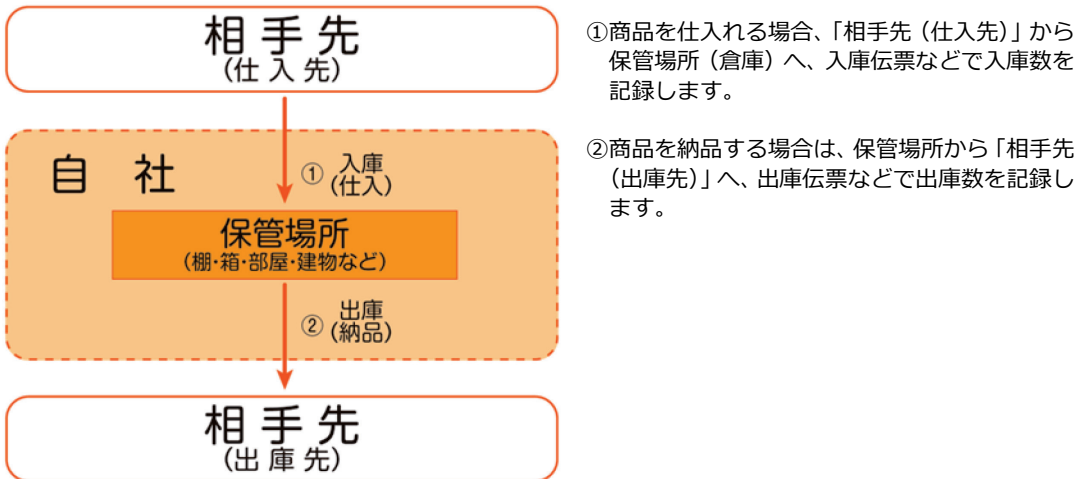 相手先
(仕入先)
自 社
① 入庫
(仕入)
保管場所
(棚・箱・部屋・建物など)
② 出庫
(納品)
相手先
(出庫先)
①商品を仕入れる場合、「相手先(仕入先)」から
保管場所(倉庫)へ、入庫伝票などで入庫数を
記録します。
②商品を納品する場合は、保管場所から「相手先
(出庫先)」へ、出庫伝票などで出庫数を記録し
ます。